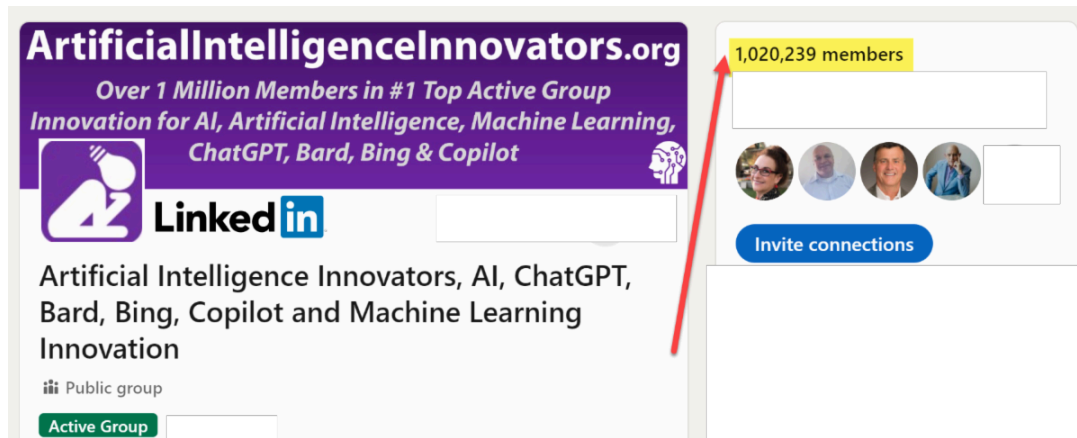 ArtificialIntelligenceInnovators.org
Over 1 Million Members in #1 Top Active Group
Innovation for AI, Artificial Intelligence, Machine Learning,
ChatGPT, Bard, Bing & Copilot
Linked in
Artificial Intelligence Innovators, AI, ChatGPT,
Bard, Bing, Copilot and Machine Learning
Innovation
Public group
Active Group
1,020,239 members
Invite connections